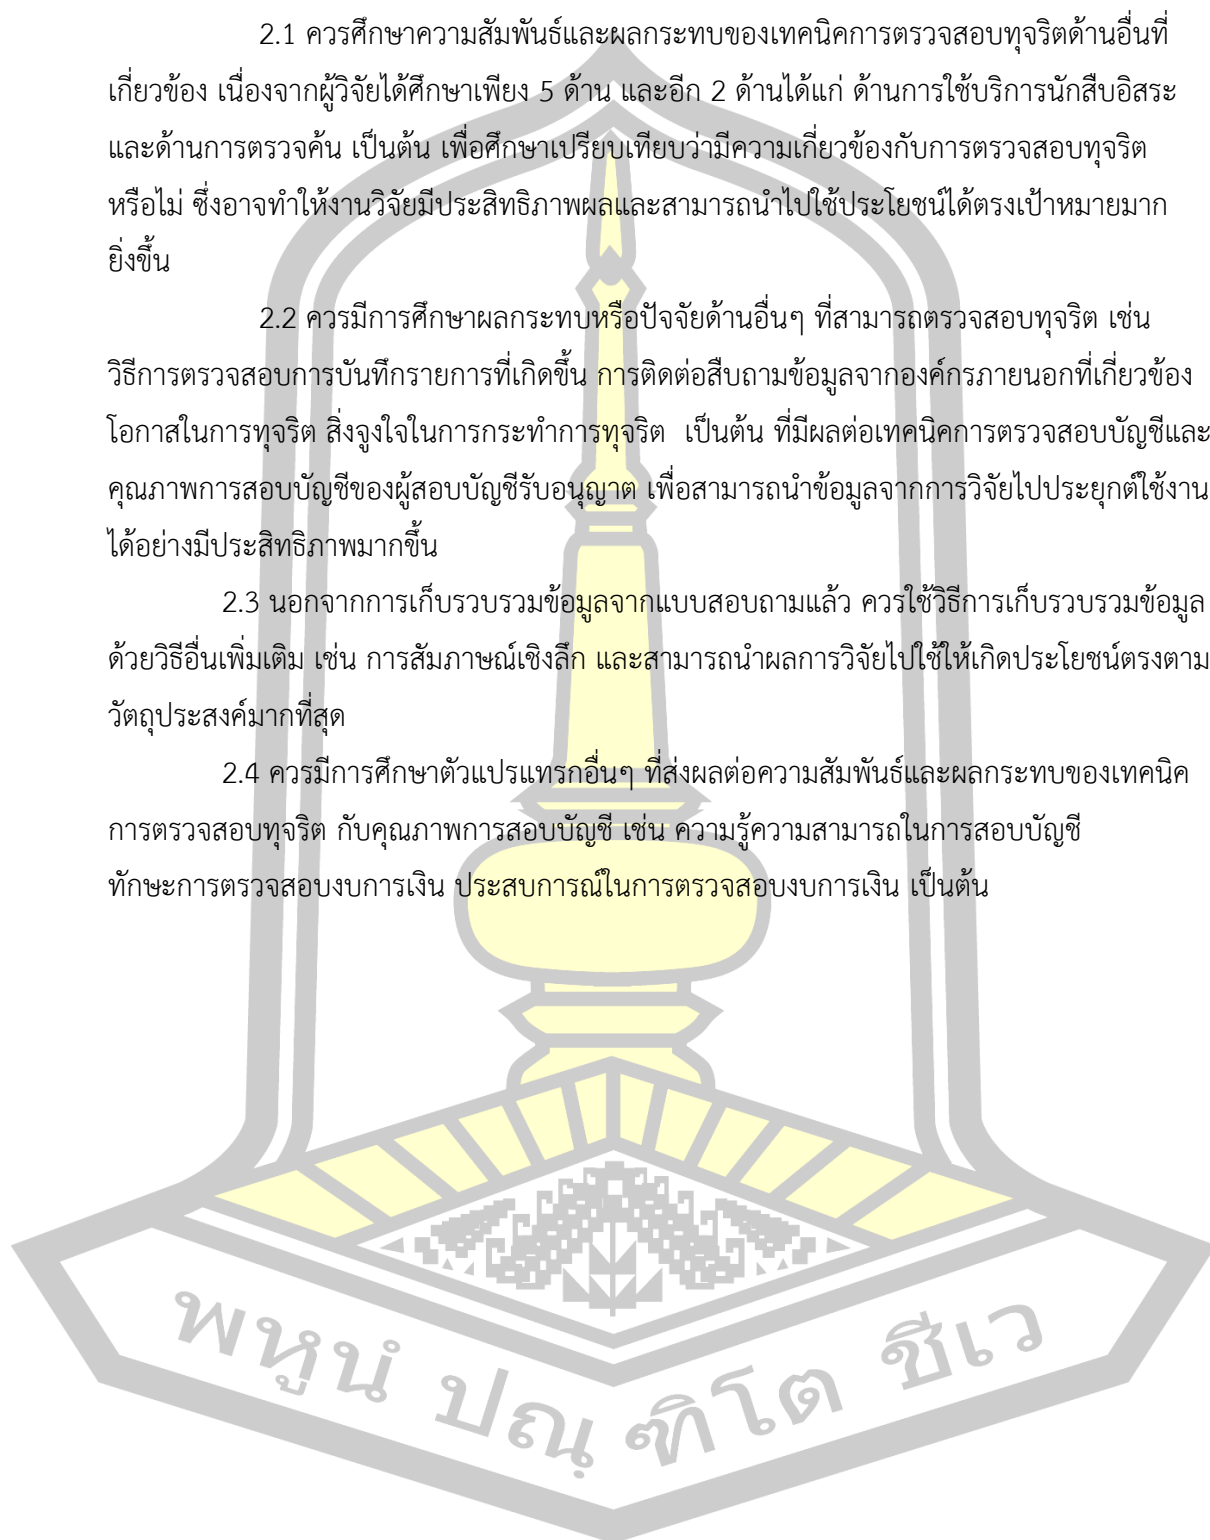 2.1 ควรศึกษาความสัมพันธ์และผลกระทบของเทคนิคการตรวจสอบทุจริตด้านอื่นที่
เกี่ยวข้อง เนื่องจากผู้วิจัยได้ศึกษาเพียง 5 ด้าน และอีก 2 ด้านได้แก่ ด้านการใช้บริการนักสืบอิสระ
และด้านการตรวจค้น เป็นต้น เพื่อศึกษาเปรียบเทียบว่ามีความเกี่ยวข้องกับการตรวจสอบทุจริต
หรือไม่ ซึ่งอาจทำให้งานวิจัยมีประสิทธิภาพผลและสามารถนำไปใช้ประโยชน์ได้ตรงเป้าหมายมาก
ยิ่งขึ้น
2.2 ควรมีการศึกษาผลกระทบหรือปัจจัยด้านอื่นๆ ที่สามารถตรวจสอบทุจริต เช่น
วิธีการตรวจสอบการบันทึกรายการที่เกิดขึ้น การติดต่อสืบถามข้อมูลจากองค์กรภายนอกที่เกี่ยวข้อง
โอกาสในการทุจริต สิ่งจูงใจในการกระทำการทุจริต เป็นต้น ที่มีผลต่อเทคนิคการตรวจสอบบัญชีและ
คุณภาพการสอบบัญชีของผู้สอบบัญชีรับอนุญาต เพื่อสามารถนำข้อมูลจากการวิจัยไปประยุกต์ใช้งาน
ได้อย่างมีประสิทธิภาพมากขึ้น
2.3 นอกจากการเก็บรวบรวมข้อมูลจากแบบสอบถามแล้ว ควรใช้วิธีการเก็บรวบรวมข้อมูล
ด้วยวิธีอื่นเพิ่มเติม เช่น การสัมภาษณ์เชิงลึก และสามารถนำผลการวิจัยไปใช้ให้เกิดประโยชน์ตรงตาม
วัตถุประสงค์มากที่สุด
2.4 ควรมีการศึกษาตัวแปรแทรกอื่นๆ ที่ส่งผลต่อความสัมพันธ์และผลกระทบของเทคนิค
การตรวจสอบทุจริต กับคุณภาพการสอบบัญชี เช่น ความรู้ความสามารถในการสอบบัญชี
ทักษะการตรวจสอบงบการเงิน ประสบการณ์ในการตรวจสอบงบการเงิน เป็นต้น
พหูนํ ปณฺ ฑิโต ชีเว